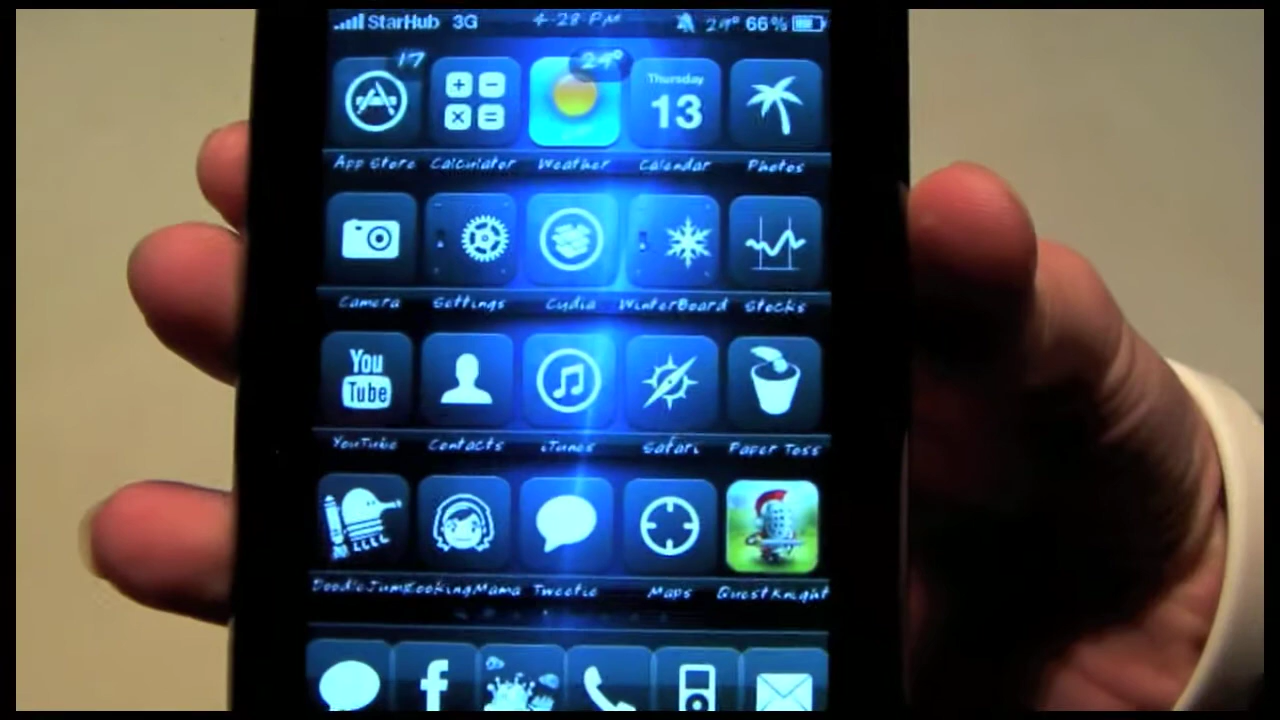 StarHub 3G 4:28 PM 29° 66%
17 29°
Thursday
13
App Store Calculator Weather Calendar Photos
Camera Settings Cydia WinterBoard Stocks
You
Tube
YouTube Contacts iTunes Safari Paper Toss
DoodleJump CookingMama Tweetie Maps QuestKnight
f